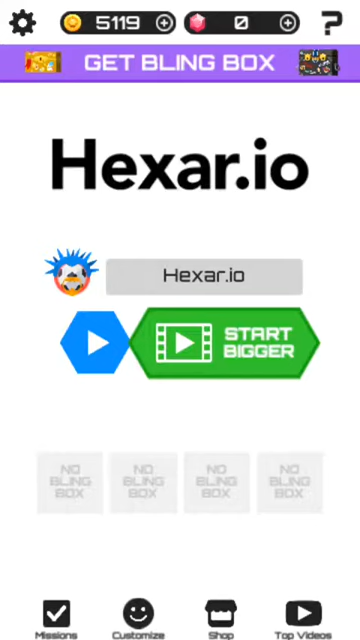 5119
0
?
GET BLING BOX
Hexar.io
Hexar.io
START
BIGGER
NO
BLING
BOX
NO
BLING
BOX
NO
BLING
BOX
NO
BLING
BOX
Missions
Customize
Shop
Top Videos